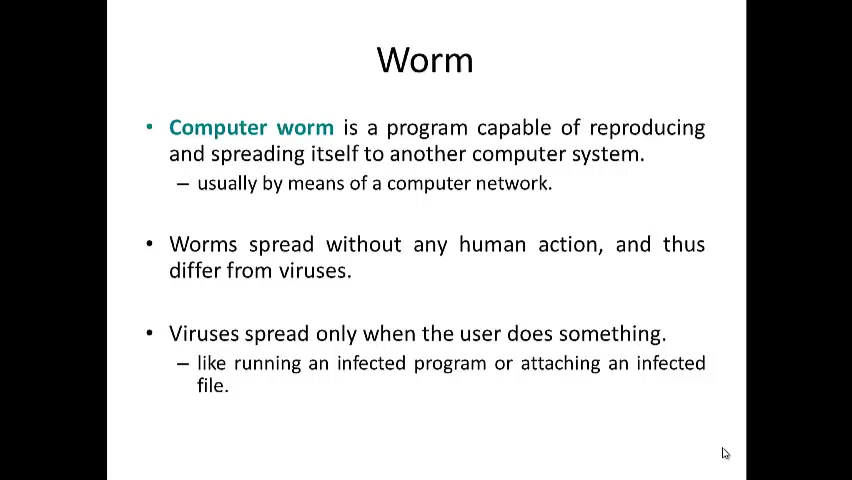 Worm
• Computer worm is a program capable of reproducing
and spreading itself to another computer system.
– usually by means of a computer network.
• Worms spread without any human action, and thus
differ from viruses.
• Viruses spread only when the user does something.
– like running an infected program or attaching an infected
file.